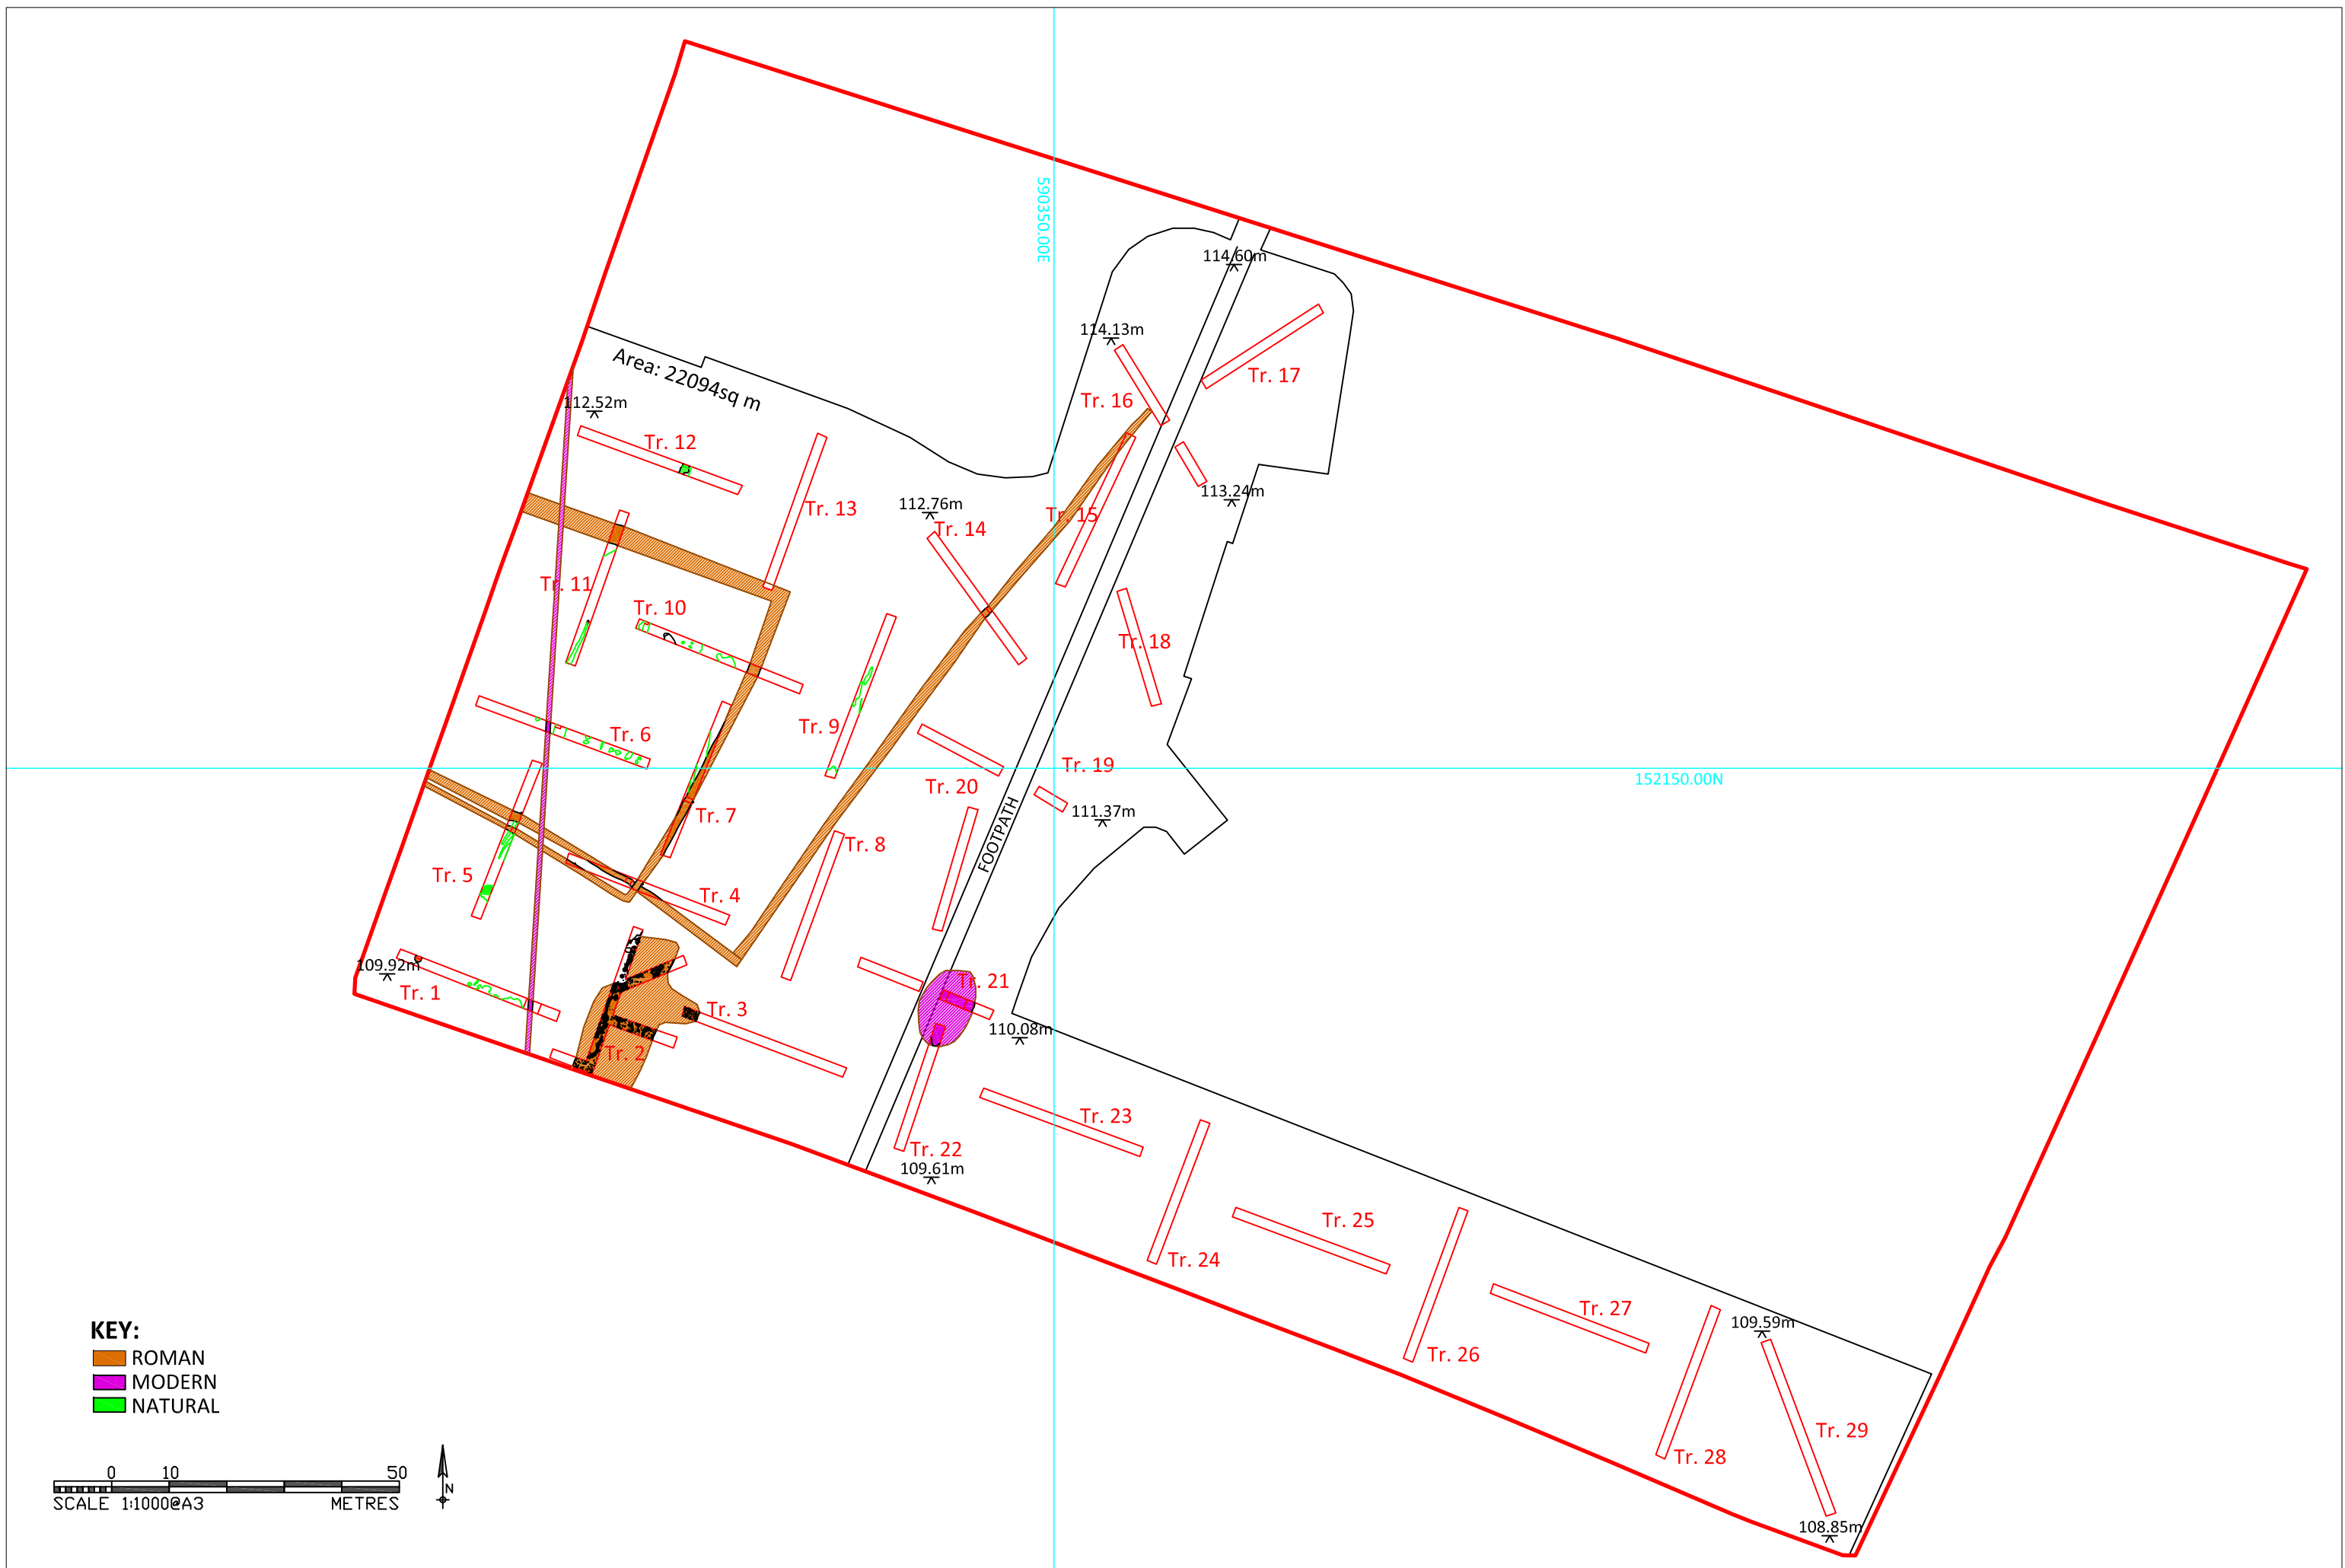 590350.00E
114.60m
114.13m
Area: 22094sq m
Tr. 17
Tr. 16
112.52m
Tr. 12
113.24m
112.76m
Tr. 13
Tr. 15
Tr. 14
Tr. 11
Tr. 10
Tr. 18
Tr. 9
Tr. 6
Tr. 19
152150.00N
Tr. 20
111.37m
Tr. 7
FOOTPATH
Tr. 8
Tr. 5
Tr. 4
109.92m
Tr. 1
Tr. 21
Tr. 3
110.08m
Tr. 2
Tr. 23
Tr. 22
109.61m
Tr. 25
Tr. 24
Tr. 27
109.59m
Tr. 26
Tr. 29
Tr. 28
108.85m
KEY:
ROMAN
MODERN
NATURAL
0 10 50
SCALE 1:1000@A3 METRES
N